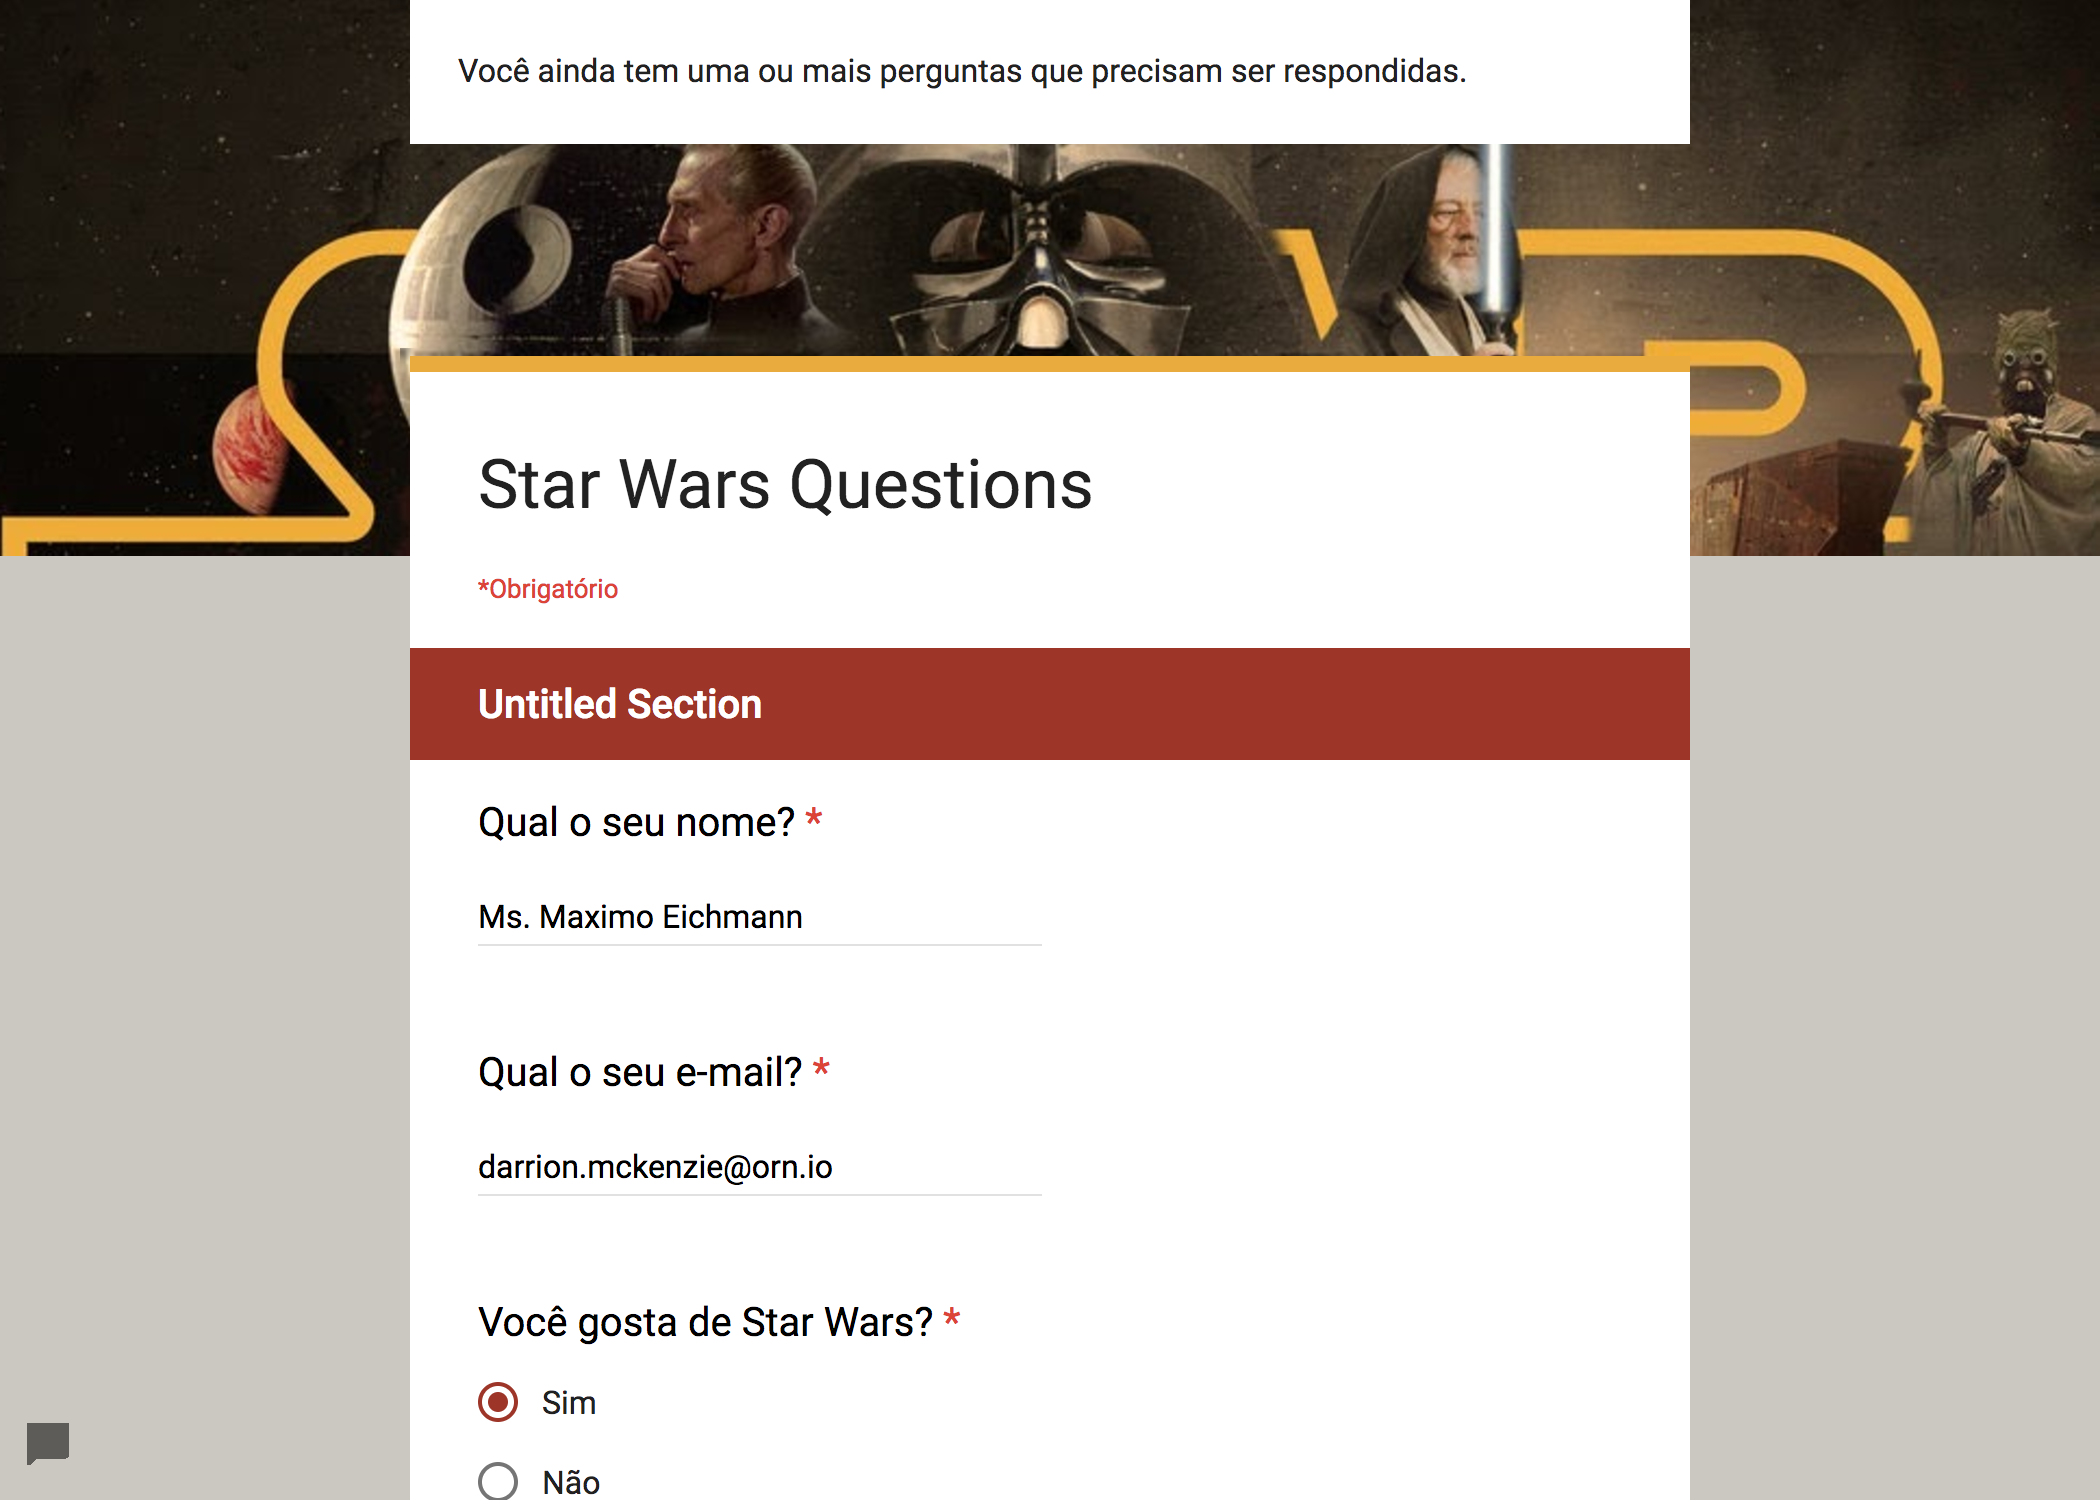 Você ainda tem uma ou mais perguntas que precisam ser respondidas.
Star Wars Questions
*Obrigatório
Untitled Section
Qual o seu nome? *
Ms. Maximo Eichmann
Qual o seu e-mail? *
darrion.mckenzie@orn.io
Você gosta de Star Wars? *
Sim
Não